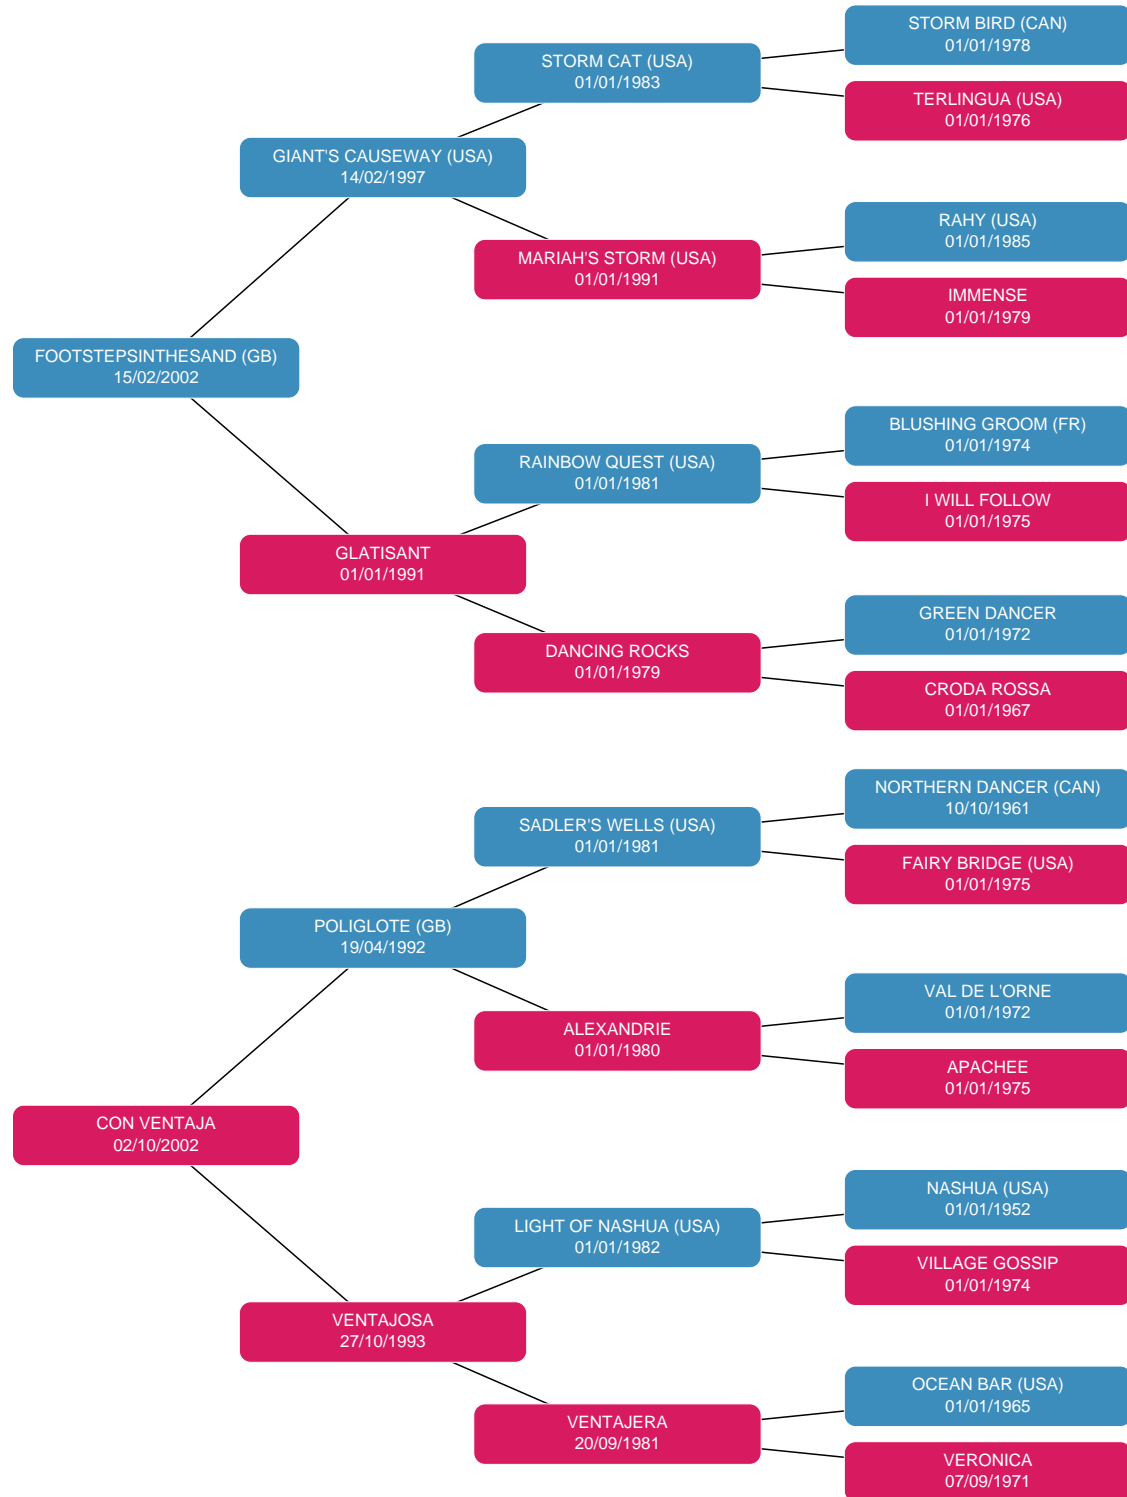 STORM BIRD (CAN)
01/01/1978
STORM CAT (USA)
01/01/1983
TERLINGUA (USA)
01/01/1976
GIANT'S CAUSEWAY (USA)
14/02/1997
RAHY (USA)
01/01/1985
MARIAH'S STORM (USA)
01/01/1991
IMMENSE
01/01/1979
FOOTSTEPSINTHESAND (GB)
15/02/2002
BLUSHING GROOM (FR)
01/01/1974
RAINBOW QUEST (USA)
01/01/1981
I WILL FOLLOW
01/01/1975
GLATISANT
01/01/1991
GREEN DANCER
01/01/1972
DANCING ROCKS
01/01/1979
CRODA ROSSA
01/01/1967
NORTHERN DANCER (CAN)
10/10/1961
SADLER'S WELLS (USA)
01/01/1981
FAIRY BRIDGE (USA)
01/01/1975
POLIGLOTE (GB)
19/04/1992
VAL DE L'ORNE
01/01/1972
ALEXANDRIE
01/01/1980
APACHEE
01/01/1975
CON VENTAJA
02/10/2002
NASHUA (USA)
01/01/1952
LIGHT OF NASHUA (USA)
01/01/1982
VILLAGE GOSSIP
01/01/1974
VENTAJOSA
27/10/1993
OCEAN BAR (USA)
01/01/1965
VENTAJERA
20/09/1981
VERONICA
07/09/1971